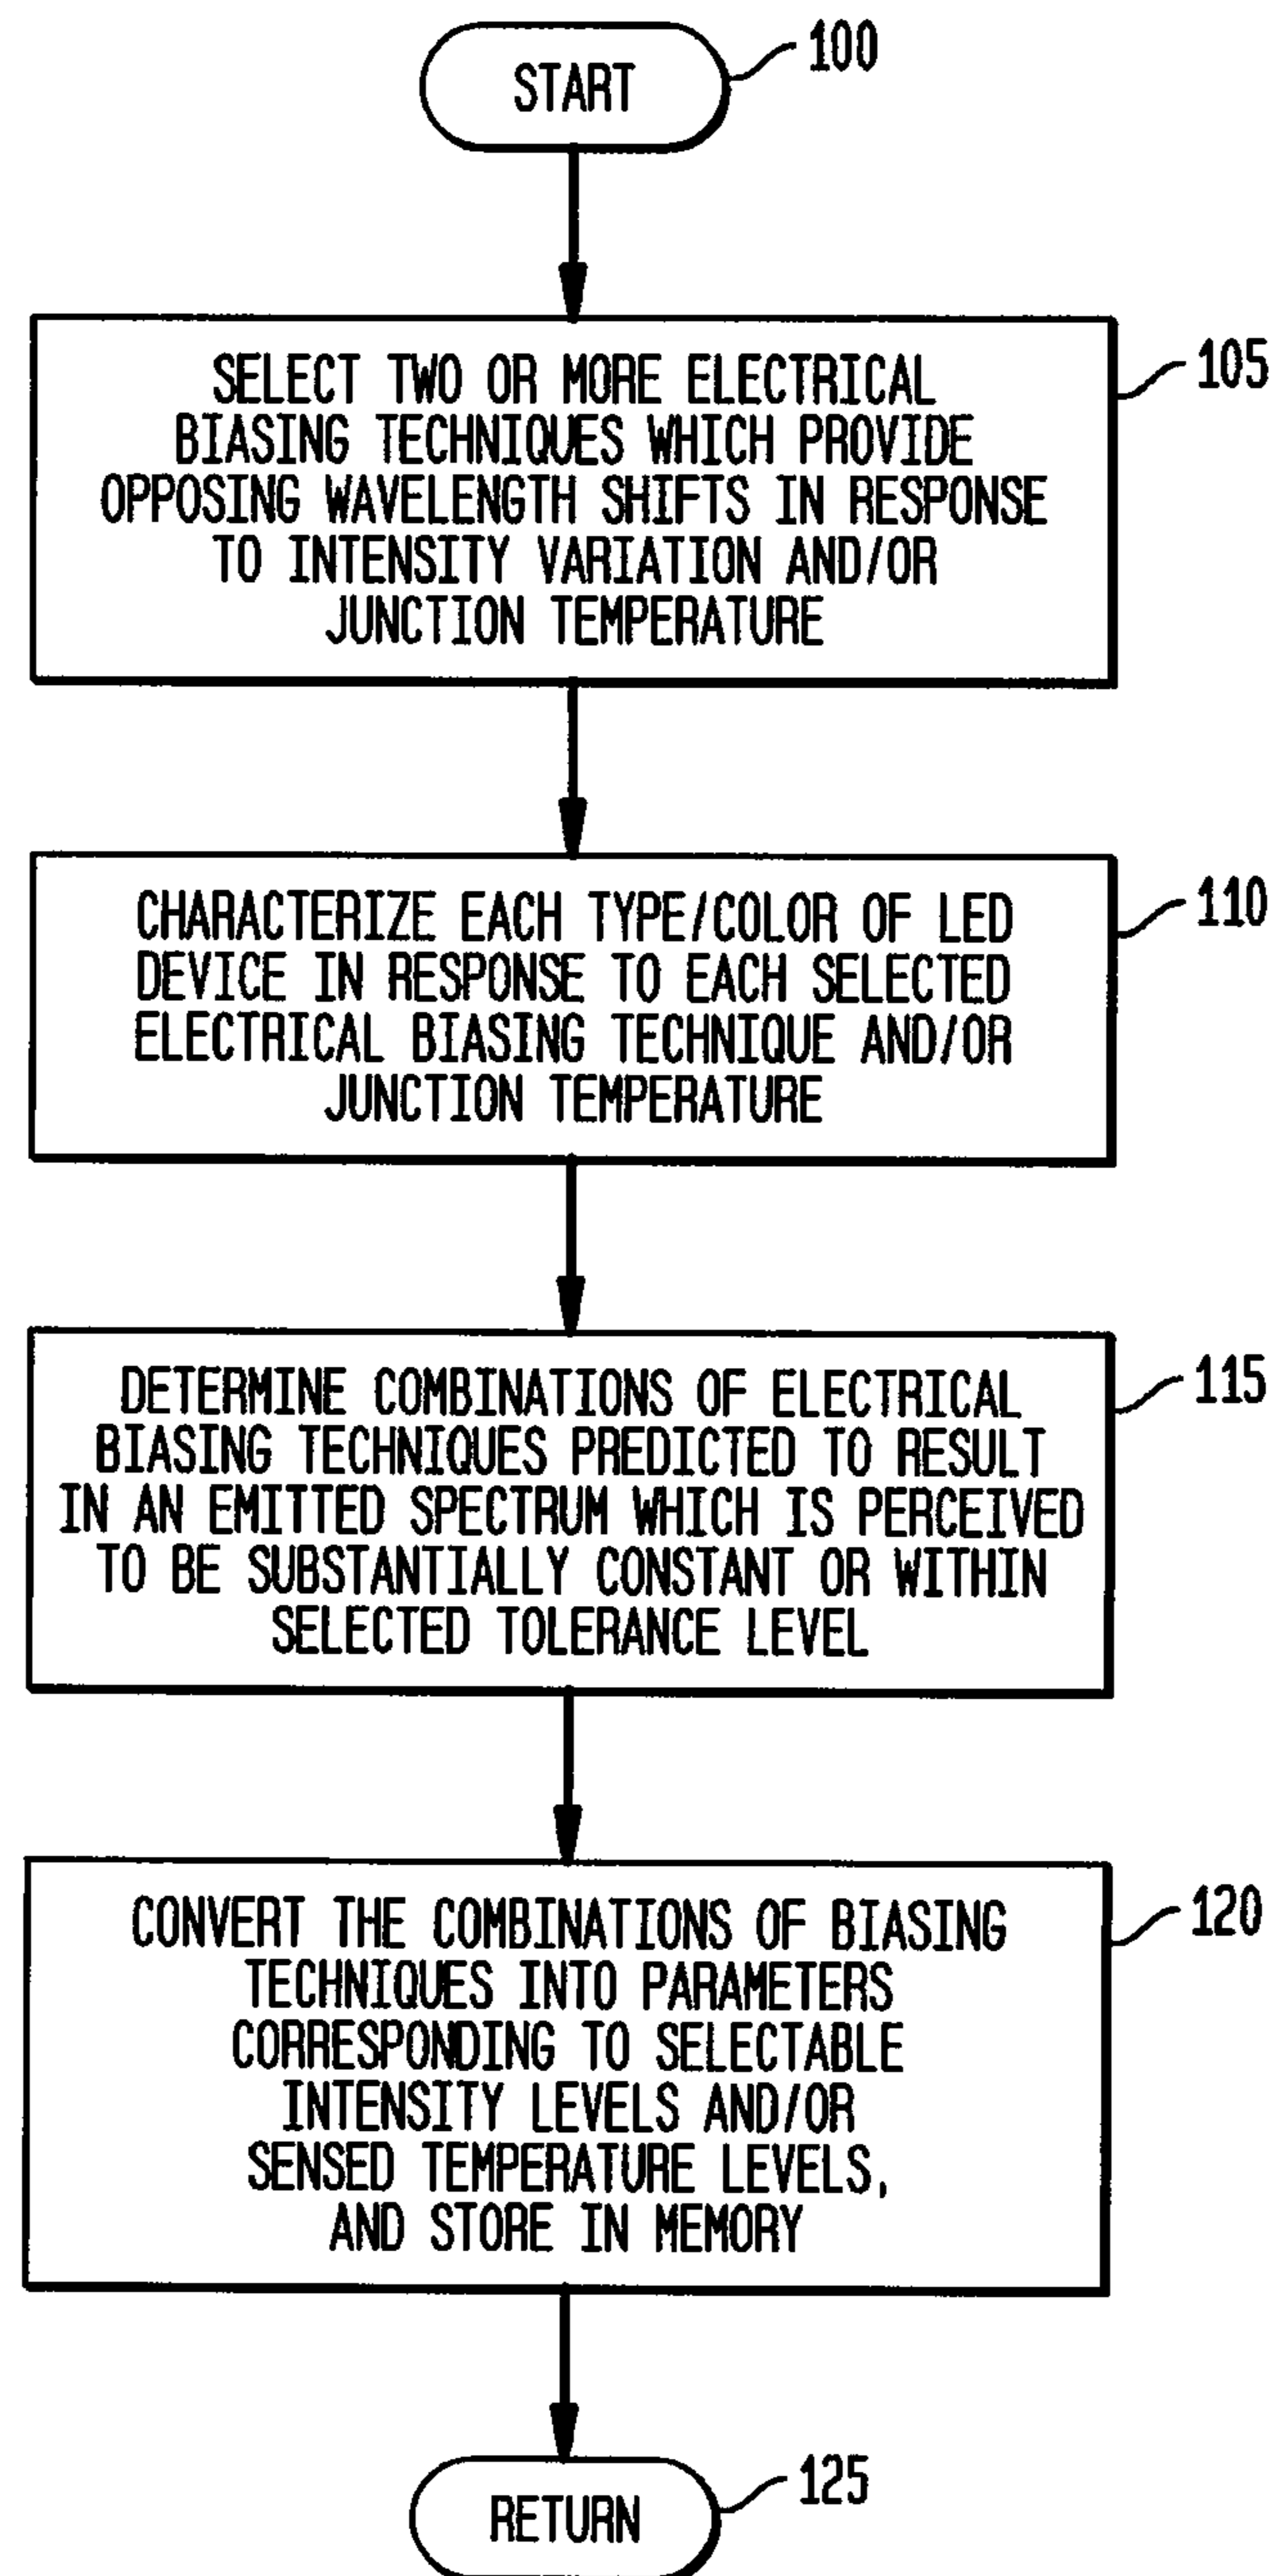 START
100
SELECT TWO OR MORE ELECTRICAL
BIASING TECHNIQUES WHICH PROVIDE
OPPOSING WAVELENGTH SHIFTS IN RESPONSE
TO INTENSITY VARIATION AND/OR
JUNCTION TEMPERATURE
105
CHARACTERIZE EACH TYPE/COLOR OF LED
DEVICE IN RESPONSE TO EACH SELECTED
ELECTRICAL BIASING TECHNIQUE AND/OR
JUNCTION TEMPERATURE
110
DETERMINE COMBINATIONS OF ELECTRICAL
BIASING TECHNIQUES PREDICTED TO RESULT
IN AN EMITTED SPECTRUM WHICH IS PERCEIVED
TO BE SUBSTANTIALLY CONSTANT OR WITHIN
SELECTED TOLERANCE LEVEL
115
CONVERT THE COMBINATIONS OF BIASING
TECHNIQUES INTO PARAMETERS
CORRESPONDING TO SELECTABLE
INTENSITY LEVELS AND/OR
SENSED TEMPERATURE LEVELS,
AND STORE IN MEMORY
120
RETURN
125